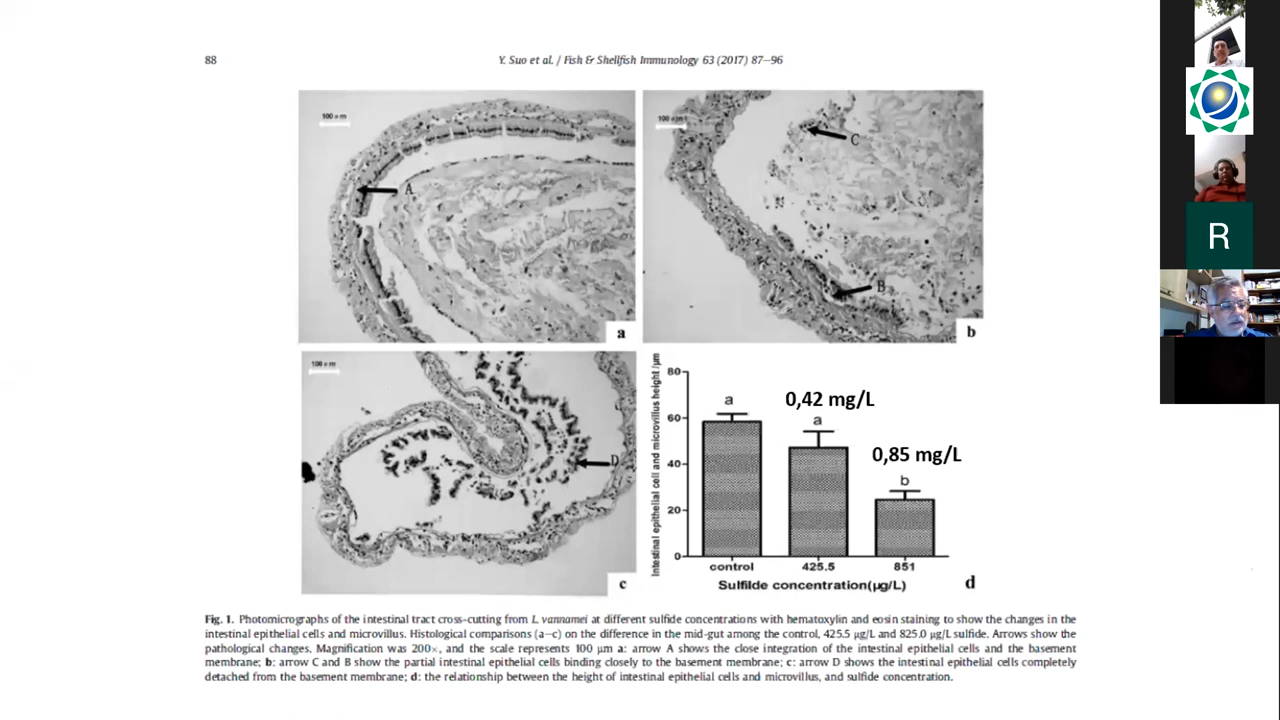 88
Y. Suo et al. / Fish & Shellfish Immunology 63 (2017) 87–96
100 μm
A
a
100 μm
C
B
b
100 μm
D
c
Intestinal epithelial cell and microvillus height /μm
80
60
40
20
0
a
0,42 mg/L
a
0,85 mg/L
b
control
425.5
851
Sulfilde concentration(μg/L)
d
Fig. 1. Photomicrographs of the intestinal tract cross-cutting from L. vannamei at different sulfide concentrations with hematoxylin and eosin staining to show the changes in the
intestinal epithelial cells and microvillus. Histological comparisons (a–c) on the difference in the mid-gut among the control, 425.5 μg/L and 825.0 μg/L sulfide. Arrows show the
pathological changes. Magnification was 200×, and the scale represents 100 μm a: arrow A shows the close integration of the intestinal epithelial cells and the basement
membrane; b: arrow C and B show the partial intestinal epithelial cells binding closely to the basement membrane; c: arrow D shows the intestinal epithelial cells completely
detached from the basement membrane; d: the relationship between the height of intestinal epithelial cells and microvillus, and sulfide concentration.
R